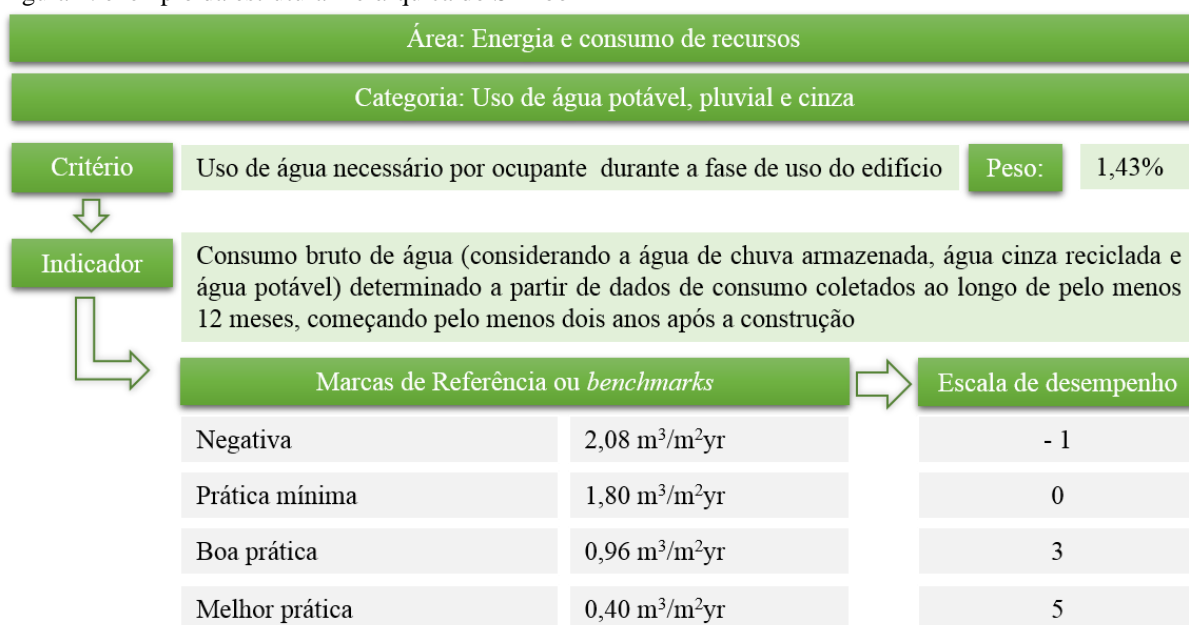 Área: Energia e consumo de recursos
Categoria: Uso de água potável, pluvial e cinza
Critério
Uso de água necessário por ocupante durante a fase de uso do edifício
Peso:
1,43%
Indicador
Consumo bruto de água (considerando a água de chuva armazenada, água cinza reciclada e
água potável) determinado a partir de dados de consumo coletados ao longo de pelo menos
12 meses, começando pelo menos dois anos após a construção
Marcas de Referência ou benchmarks
Escala de desempenho
Negativa
2,08 m³/m²yr
- 1
Prática mínima
1,80 m³/m²yr
0
Boa prática
0,96 m³/m²yr
3
Melhor prática
0,40 m³/m²yr
5